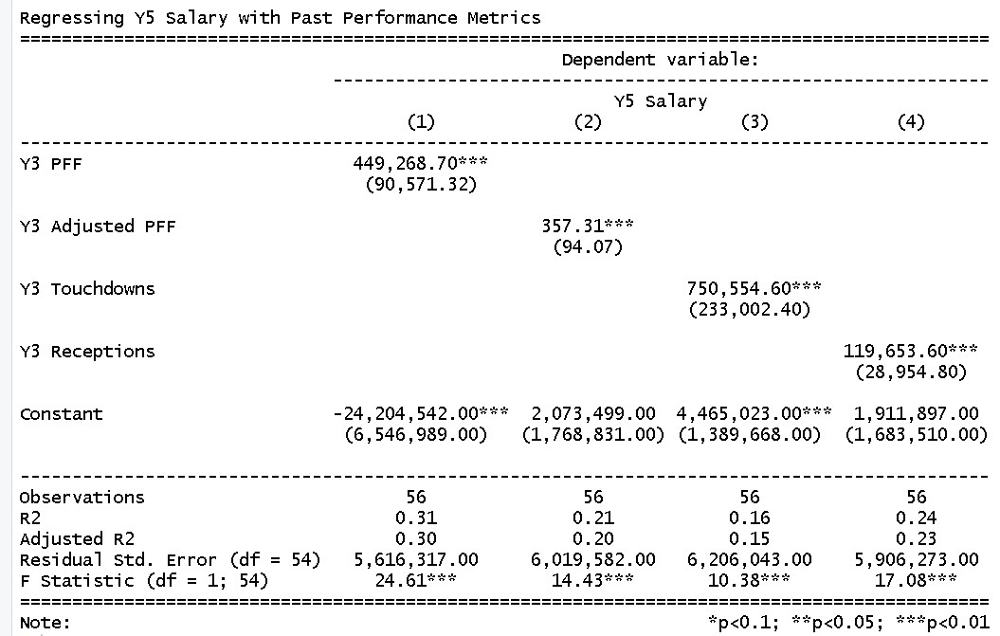 Regressing Y5 Salary with Past Performance Metrics
==============================================================================================
Dependent variable:
---------------------------------------------------------------
Y5 Salary
(1) (2) (3) (4)
----------------------------------------------------------------------------------------------
Y3 PFF 449,268.70***
(90,571.32)
Y3 Adjusted PFF 357.31***
(94.07)
Y3 Touchdowns 750,554.60***
(233,002.40)
Y3 Receptions 119,653.60***
(28,954.80)
Constant -24,204,542.00*** 2,073,499.00 4,465,023.00*** 1,911,897.00
(6,546,989.00) (1,768,831.00) (1,389,668.00) (1,683,510.00)
----------------------------------------------------------------------------------------------
Observations 56 56 56 56
R2 0.31 0.21 0.16 0.24
Adjusted R2 0.30 0.20 0.15 0.23
Residual Std. Error (df = 54) 5,616,317.00 6,019,582.00 6,206,043.00 5,906,273.00
F Statistic (df = 1; 54) 24.61*** 14.43*** 10.38*** 17.08***
==============================================================================================
Note: *p<0.1; **p<0.05; ***p<0.01